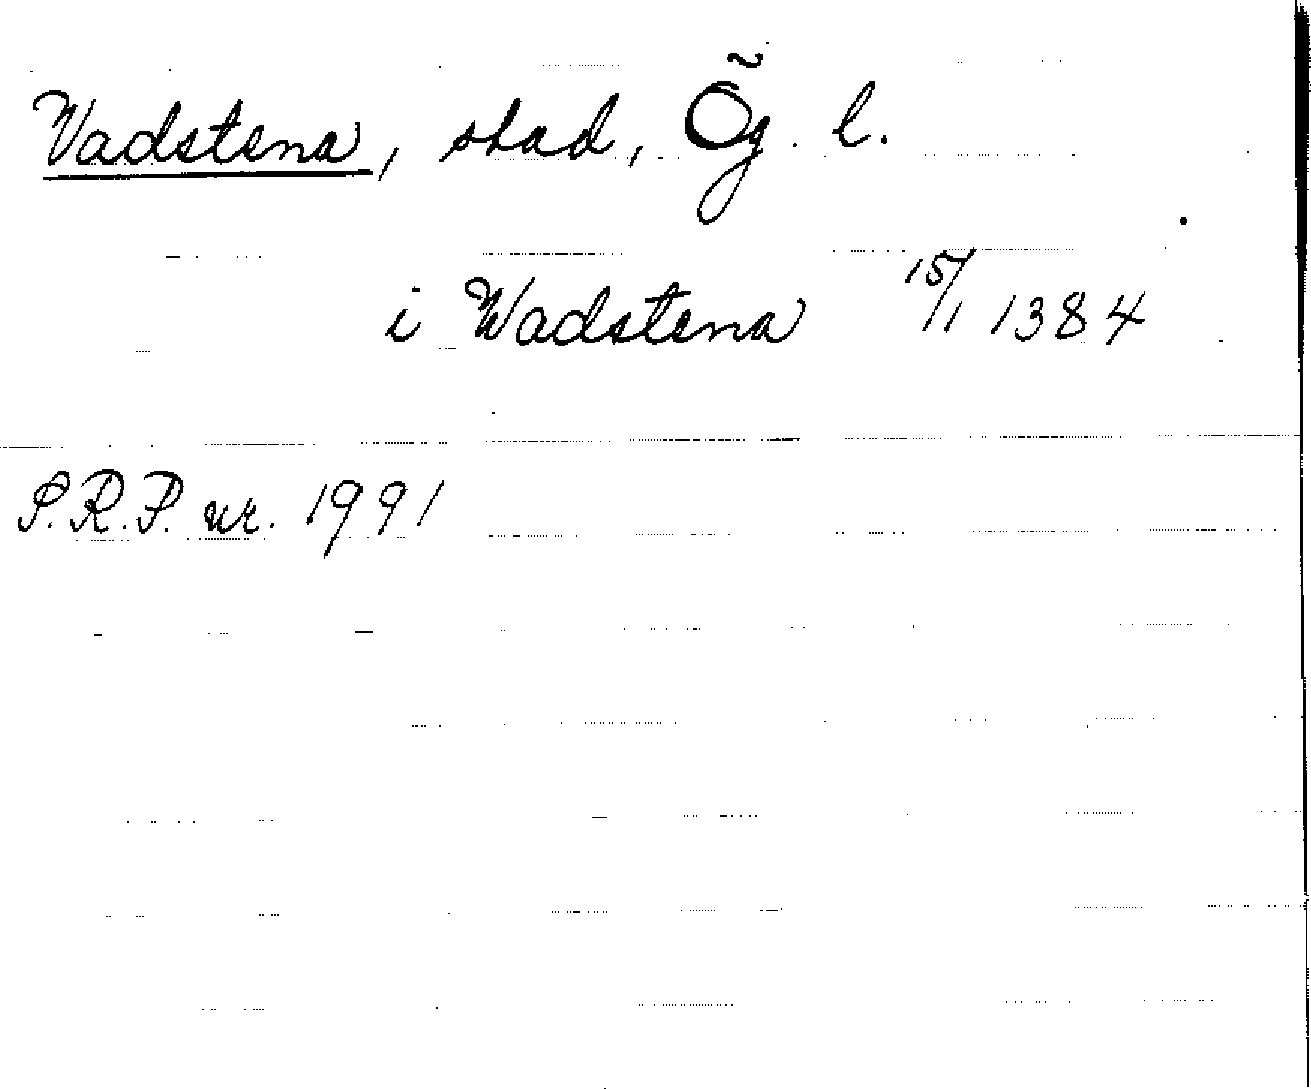 Vadstena, stad, Ög. l.
i Wadstena 15/1 1384
S.R.P. nr. 1991